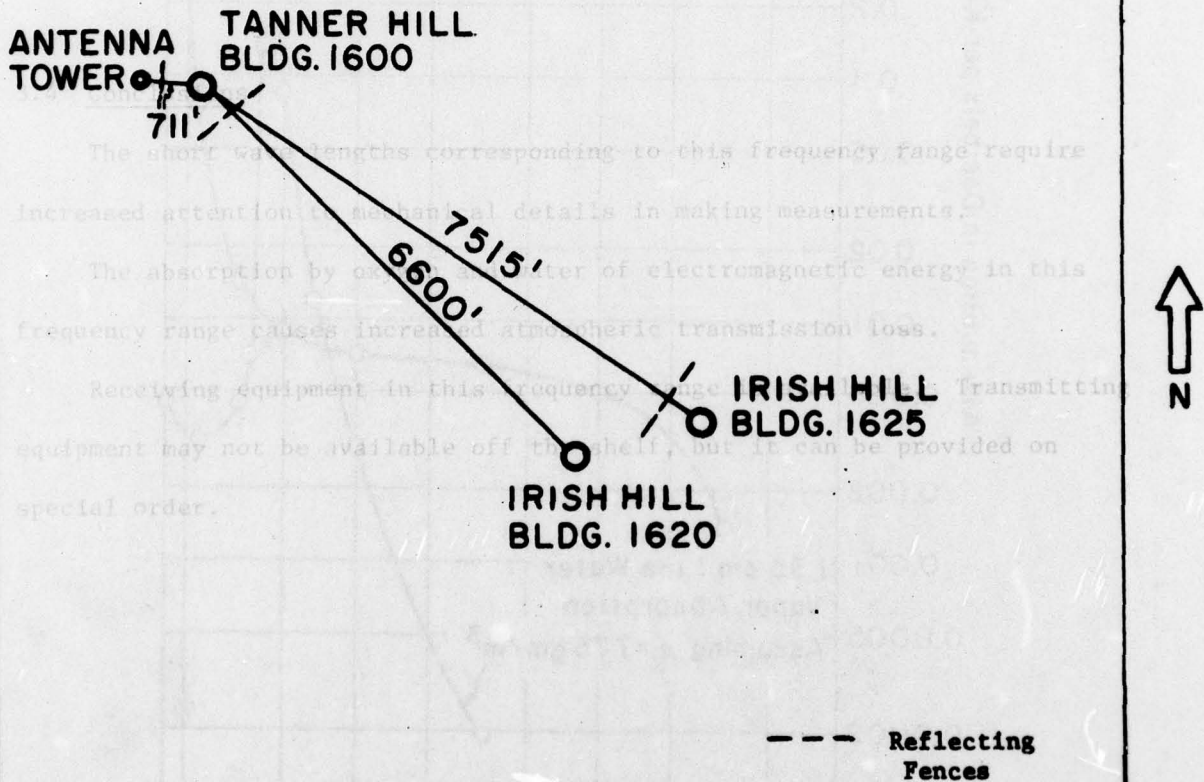 TANNER HILL
BLDG. 1600
ANTENNA
TOWER
711'
The short wave lengths corresponding to this frequency range require
increased attention to mechanical details in making measurements.
7515'
6600'
The absorption by oxygen and water of electromagnetic energy in this
frequency range causes increased atmospheric transmission loss.
Receiving equipment in this frequency range Transmitting
equipment may not be available off the shelf, but it can be provided on
special order.
IRISH HILL
BLDG. 1625
N
IRISH HILL
BLDG. 1620
Reflecting
Fences